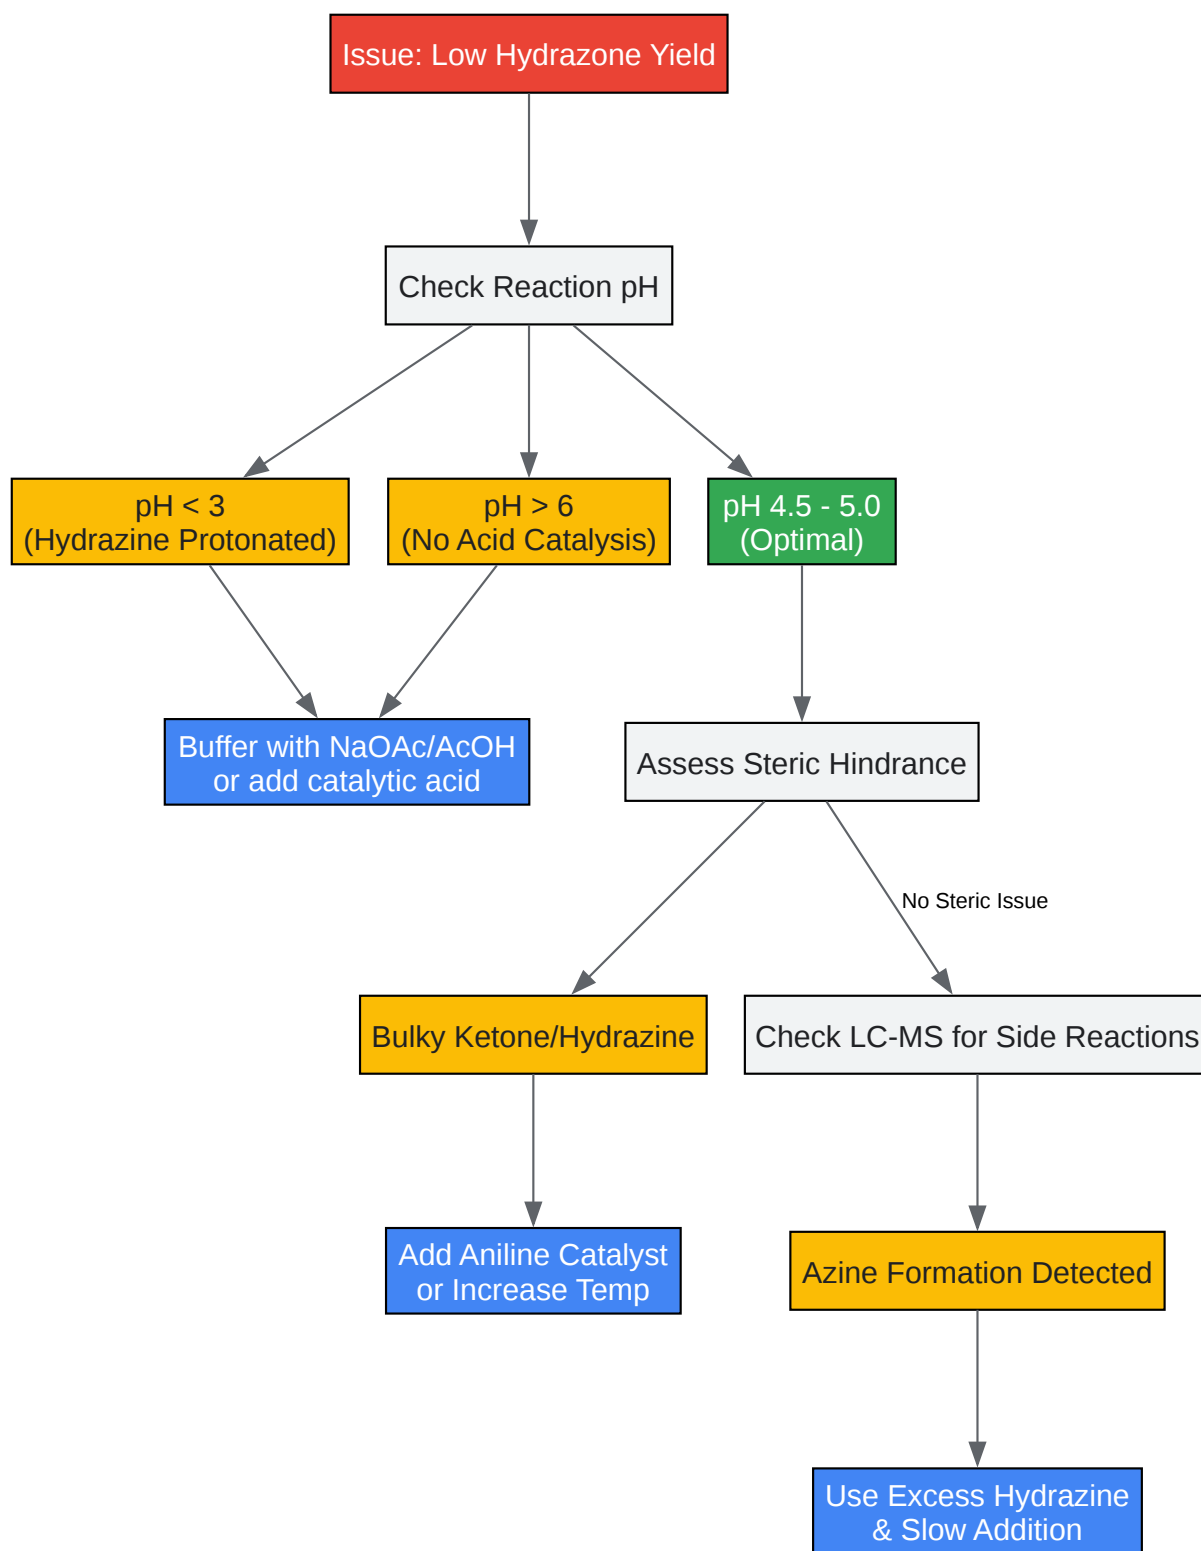 Issue: Low Hydrazone Yield
Check Reaction pH
pH < 3
(Hydrazine Protonated)
pH > 6
(No Acid Catalysis)
pH 4.5 - 5.0
(Optimal)
Buffer with NaOAc/AcOH
or add catalytic acid
Assess Steric Hindrance
No Steric Issue
Bulky Ketone/Hydrazine
Check LC-MS for Side Reactions
Add Aniline Catalyst
or Increase Temp
Azine Formation Detected
Use Excess Hydrazine
& Slow Addition